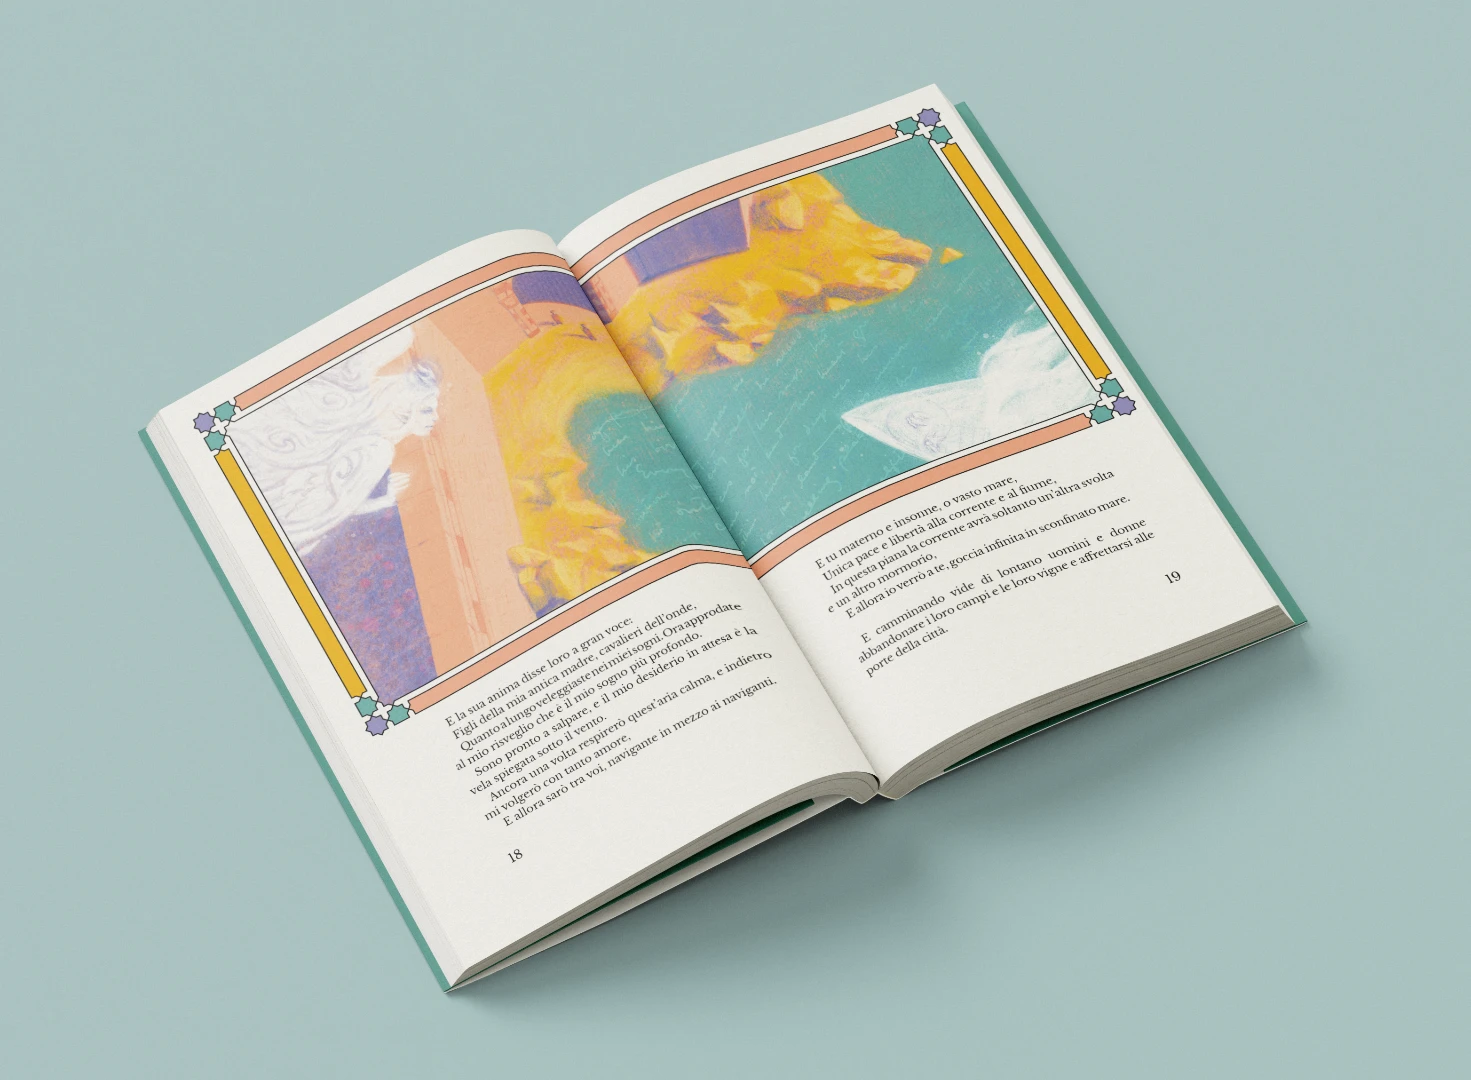 E la sua anima disse loro a gran voce:
Figli della mia antica madre, cavalieri dell'onde,
Quanto a lungo veleggiaste nei miei sogni. Ora approdate
al mio risveglio che è il mio sogno più profondo.
Sono pronto a salpare, e il mio desiderio in attesa è la
vela spiegata sotto il vento.
Ancora una volta respirerò quest'aria calma, e indietro
mi volgerò con tanto amore,
E allora sarò tra voi, navigante in mezzo ai naviganti.
18
E tu materno e insonne, o vasto mare,
Unica pace e libertà alla corrente e al fiume,
In questa piana la corrente avrà soltanto un'altra svolta
e un altro mormorio,
E allora io verrò a te, goccia infinita in sconfinato mare.
E camminando vide di lontano uomini e donne
abbandonare i loro campi e le loro vigne e affrettarsi alle
porte della città.
19